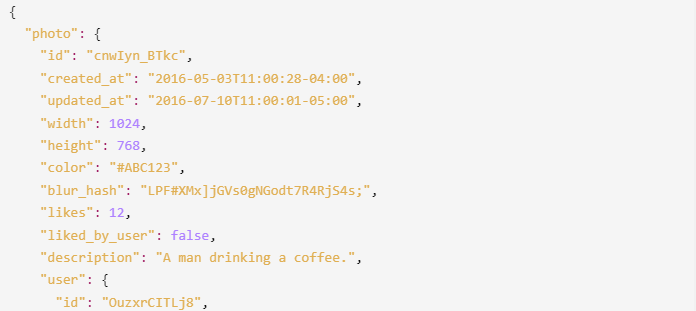 {
"photo": {
"id": "cnwIyn_BTkc",
"created_at": "2016-05-03T11:00:28-04:00",
"updated_at": "2016-07-10T11:00:01-05:00",
"width": 1024,
"height": 768,
"color": "#ABC123",
"blur_hash": "LPF#XMx]jGVs0gNGodt7R4RjS4s;",
"likes": 12,
"liked_by_user": false,
"description": "A man drinking a coffee.",
"user": {
"id": "OuzxrCITLj8",